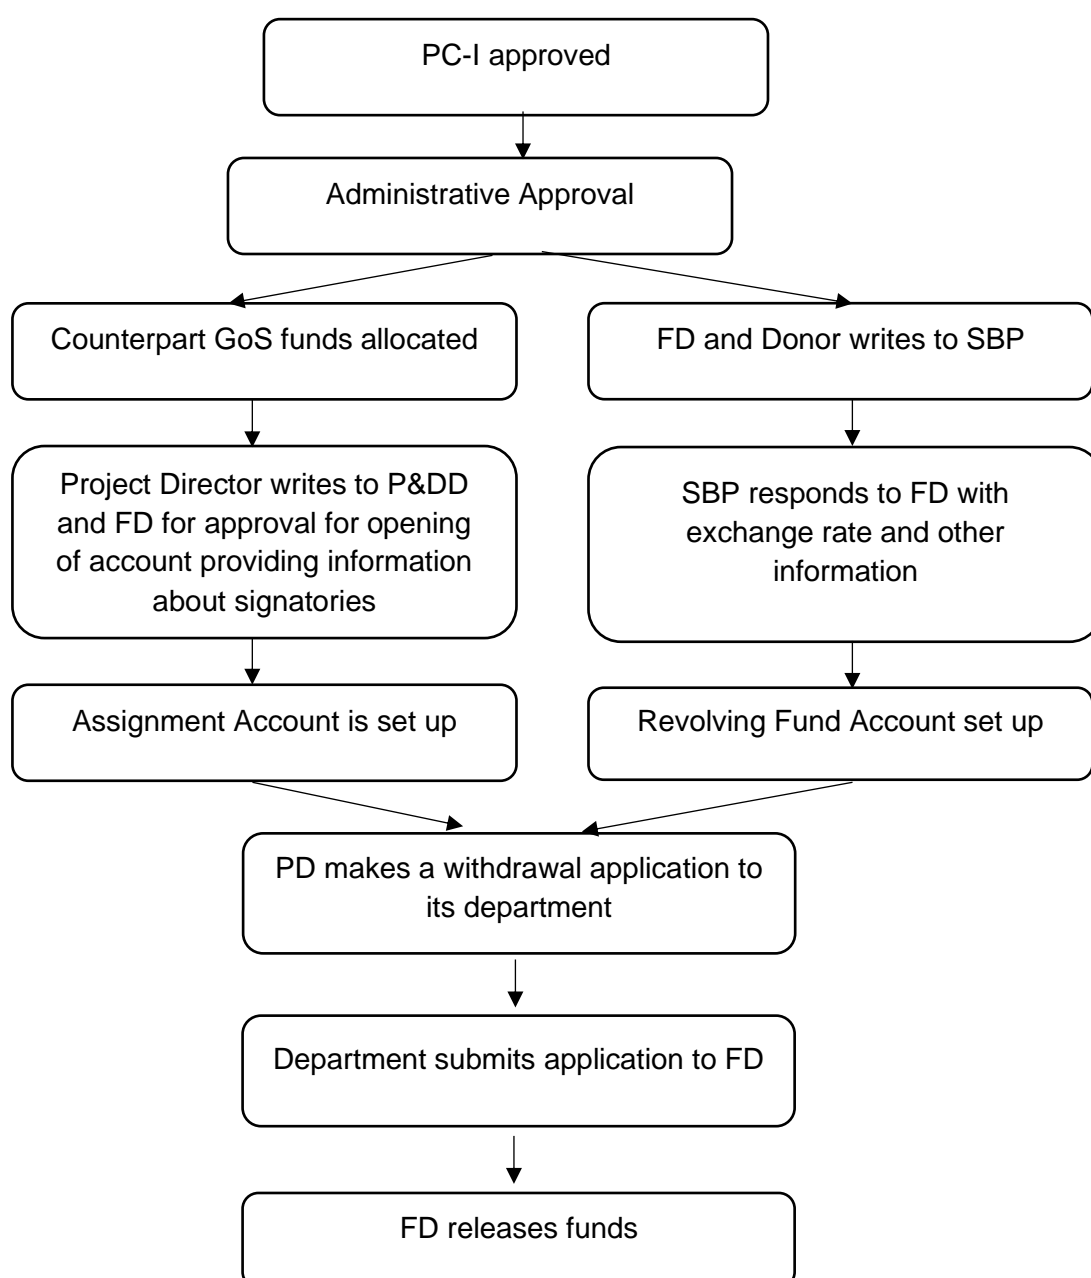 PC-I approved
Administrative Approval
Counterpart GoS funds allocated
FD and Donor writes to SBP
Project Director writes to P&DD
and FD for approval for opening
of account providing information
about signatories
SBP responds to FD with
exchange rate and other
information
Assignment Account is set up
Revolving Fund Account set up
PD makes a withdrawal application to
its department
Department submits application to FD
FD releases funds